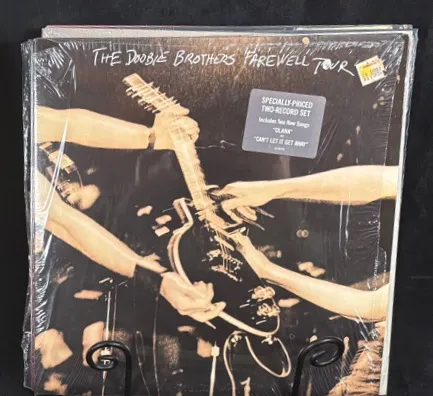 THE DOOBIE BROTHERS FAREWELL TOUR
SPECIALLY-PRICED
TWO-RECORD SET
Includes Two New Songs
"OLANA"
"CAN'T LET IT GET AWAY"